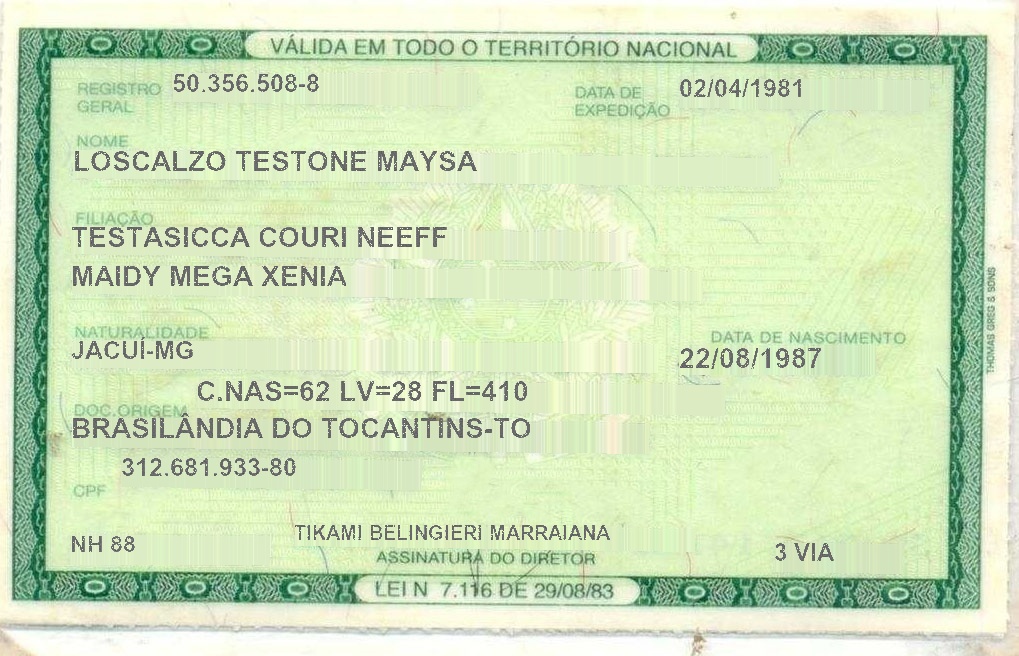 VÁLIDA EM TODO O TERRITÓRIO NACIONAL
REGISTRO GERAL 50.356.508-8 DATA DE EXPEDIÇÃO 02/04/1981
NOME
LOSCALZO TESTONE MAYSA
FILIAÇÃO
TESTASICCA COURI NEEFF
MAIDY MEGA XENIA
NATURALIDADE DATA DE NASCIMENTO
JACUÍ-MG 22/08/1987
C.NAS=62 LV=28 FL=410
DOC.ORIGEM
BRASILÂNDIA DO TOCANTINS-TO
312.681.933-80
CPF
NH 88 TIKAMI BELINGIERI MARRAIANA 3 VIA
ASSINATURA DO DIRETOR
LEI N 7.116 DE 29/08/83
THOMAS GREG & SONS